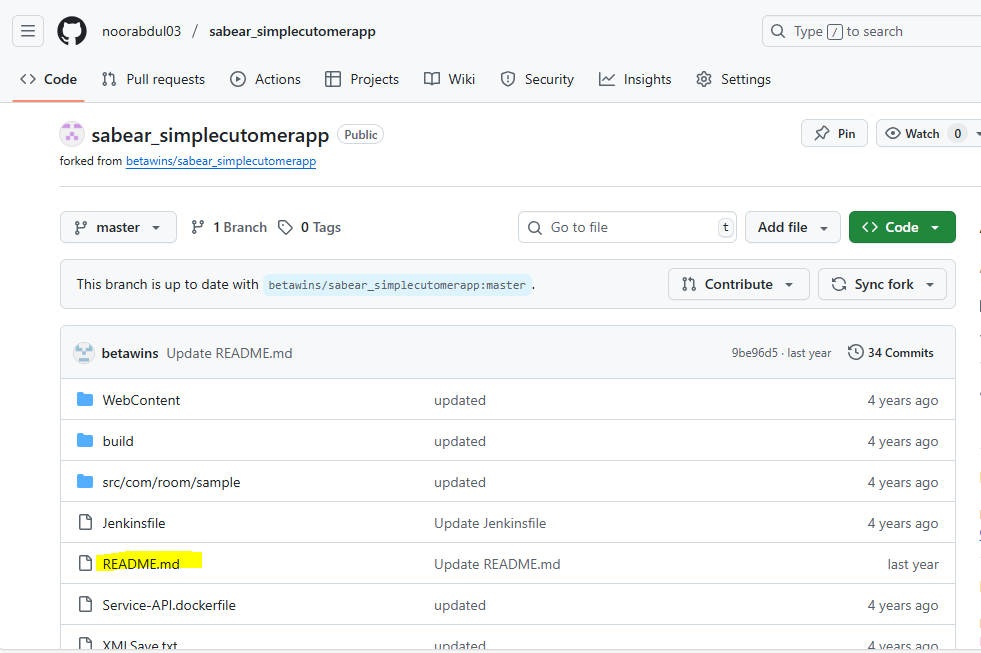 noorabdul03 / sabear_simplecutomerapp
Type / to search
Code Pull requests Actions Projects Wiki Security Insights Settings
sabear_simplecutomerapp Public
Pin Watch 0
forked from betawins/sabear_simplecutomerapp
master 1 Branch 0 Tags Go to file t Add file Code
This branch is up to date with betawins/sabear_simplecutomerapp:master . Contribute Sync fork
betawins Update README.md 9be96d5 · last year 34 Commits
WebContent updated 4 years ago
build updated 4 years ago
src/com/room/sample updated 4 years ago
Jenkinsfile Update Jenkinsfile 4 years ago
README.md Update README.md last year
Service-API.dockerfile updated 4 years ago
XMLSave.txt updated 4 years ago